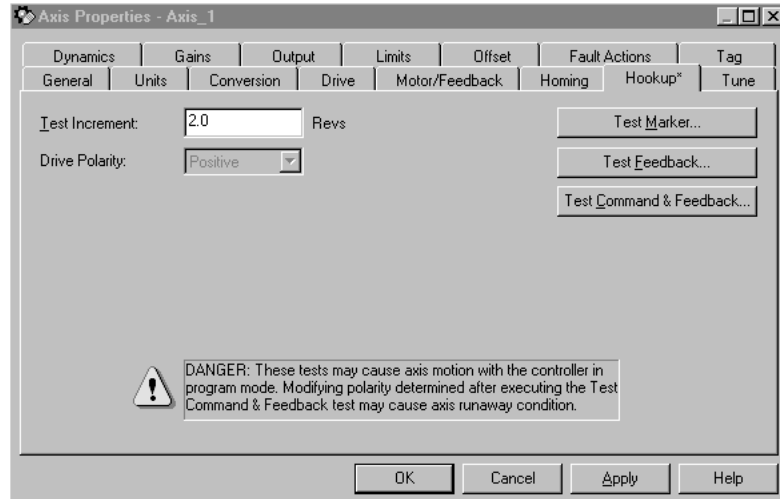 Axis Properties - Axis_1
Dynamics Gains Output Limits Offset Fault Actions Tag
General Units Conversion Drive Motor/Feedback Homing Hookup* Tune
Test Increment: 2.0 Revs Test Marker...
Drive Polarity: Positive Test Feedback...
Test Command & Feedback...
DANGER: These tests may cause axis motion with the controller in
program mode. Modifying polarity determined after executing the Test
Command & Feedback test may cause axis runaway condition.
OK Cancel Apply Help